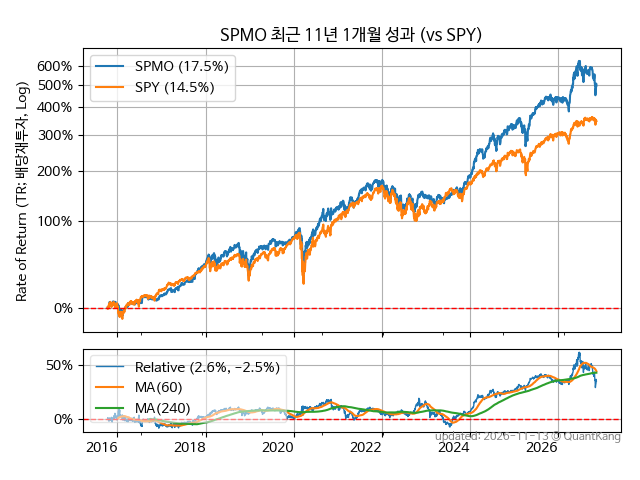 SPMO 최근 11년 1개월 성과 (vs SPY)
Rate of Return (TR: 배당재투자, Log)
600%
500%
400%
300%
200%
100%
0%
SPMO (17.5%)
SPY (14.5%)
50%
0%
Relative (2.6%, −2.5%)
MA(60)
MA(240)
2016 2018 2020 2022 2024 2026
updated: 2026-11-13 © QuantKang